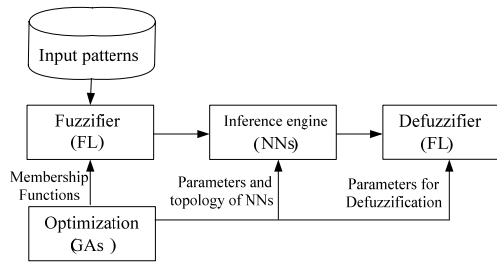 Input patterns
Fuzzifier
(FL)
Inference engine
(NNs)
Defuzzifier
(FL)
Membership
Functions
Parameters and
topology of NNs
Parameters for
Defuzzification
Optimization
(GAs )